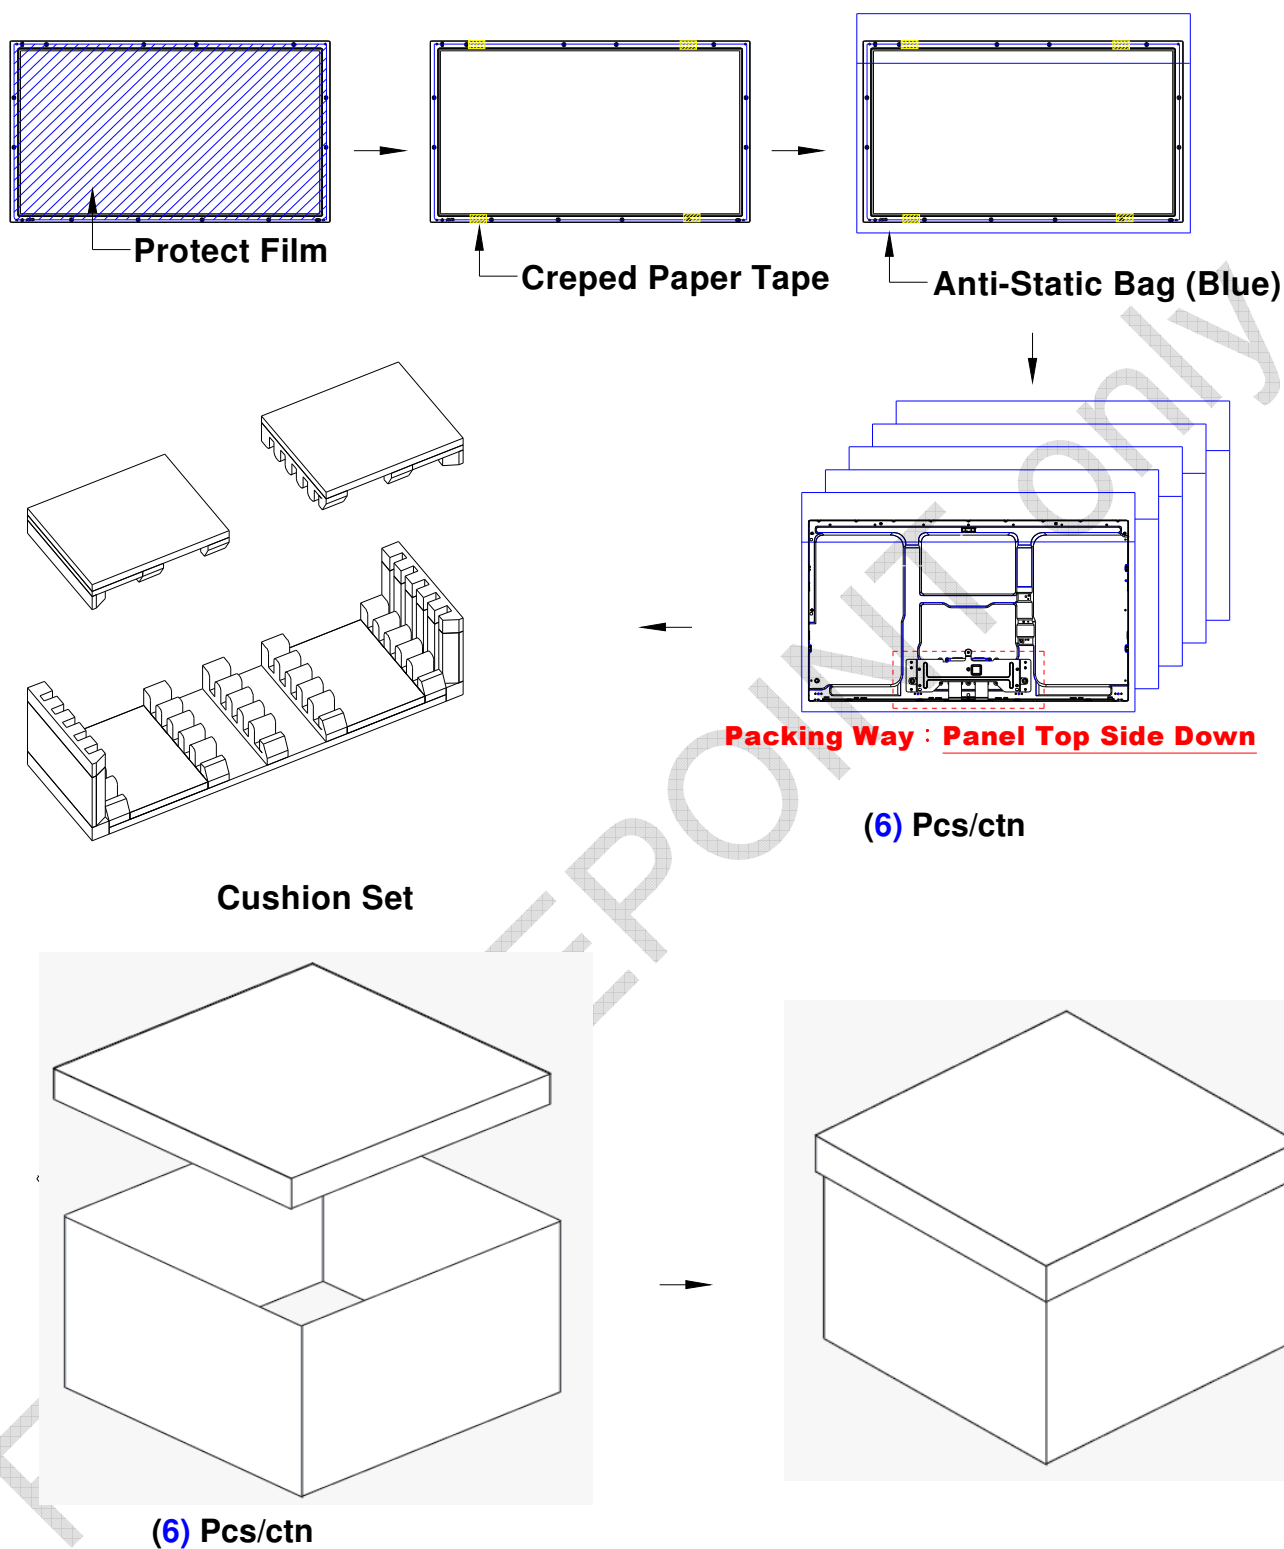 Protect Film
Creped Paper Tape
Anti-Static Bag (Blue)
Packing Way : Panel Top Side Down
(6) Pcs/ctn
Cushion Set
(6) Pcs/ctn
only